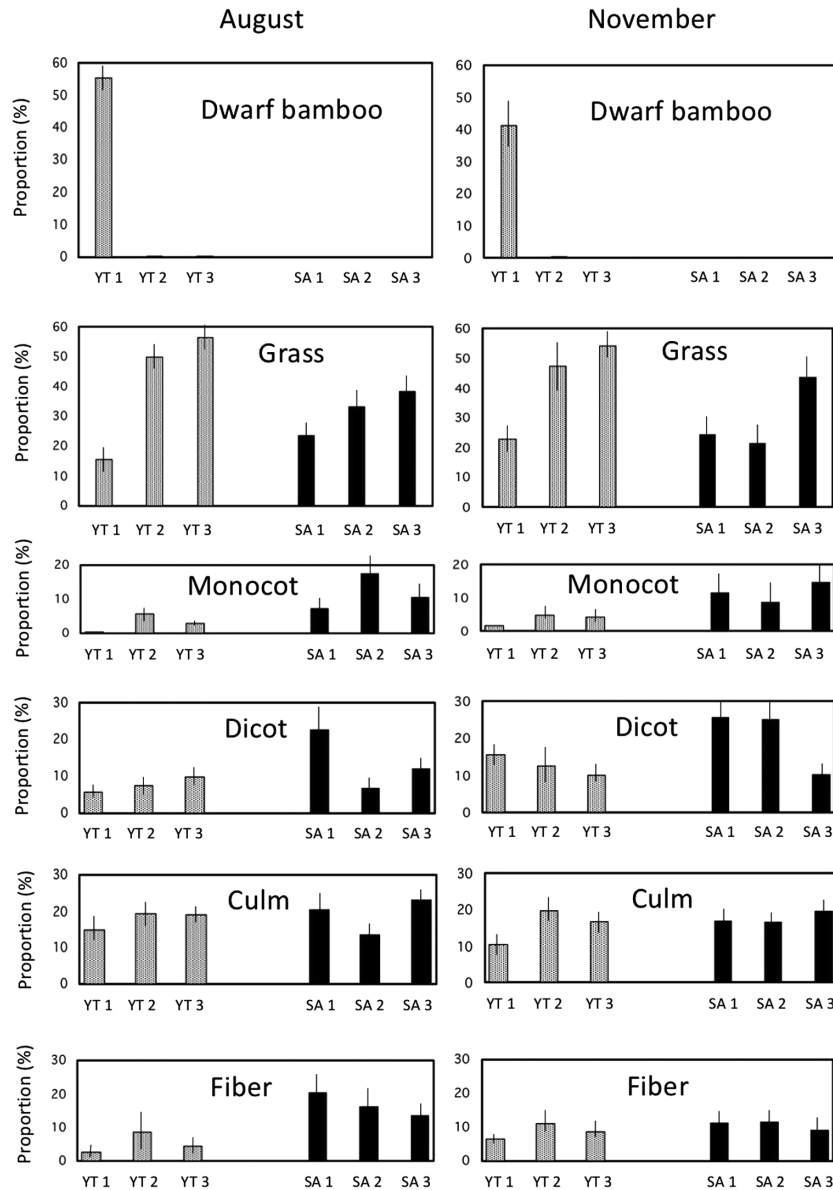 August November
Proportion (%)
60 50 40 30 20 10 0
Dwarf bamboo
YT 1 YT 2 YT 3 SA 1 SA 2 SA 3
60 50 40 30 20 10 0
Dwarf bamboo
YT 1 YT 2 YT 3 SA 1 SA 2 SA 3
Proportion (%)
60 50 40 30 20 10 0
Grass
YT 1 YT 2 YT 3 SA 1 SA 2 SA 3
60 50 40 30 20 10 0
Grass
YT 1 YT 2 YT 3 SA 1 SA 2 SA 3
Proportion (%)
20 10 0
Monocot
YT 1 YT 2 YT 3 SA 1 SA 2 SA 3
20 10 0
Monocot
YT 1 YT 2 YT 3 SA 1 SA 2 SA 3
Proportion (%)
30 20 10 0
Dicot
YT 1 YT 2 YT 3 SA 1 SA 2 SA 3
30 20 10 0
Dicot
YT 1 YT 2 YT 3 SA 1 SA 2 SA 3
Proportion (%)
30 20 10 0
Culm
YT 1 YT 2 YT 3 SA 1 SA 2 SA 3
30 20 10 0
Culm
YT 1 YT 2 YT 3 SA 1 SA 2 SA 3
Proportion (%)
30 20 10 0
Fiber
YT 1 YT 2 YT 3 SA 1 SA 2 SA 3
30 20 10 0
Fiber
YT 1 YT 2 YT 3 SA 1 SA 2 SA 3